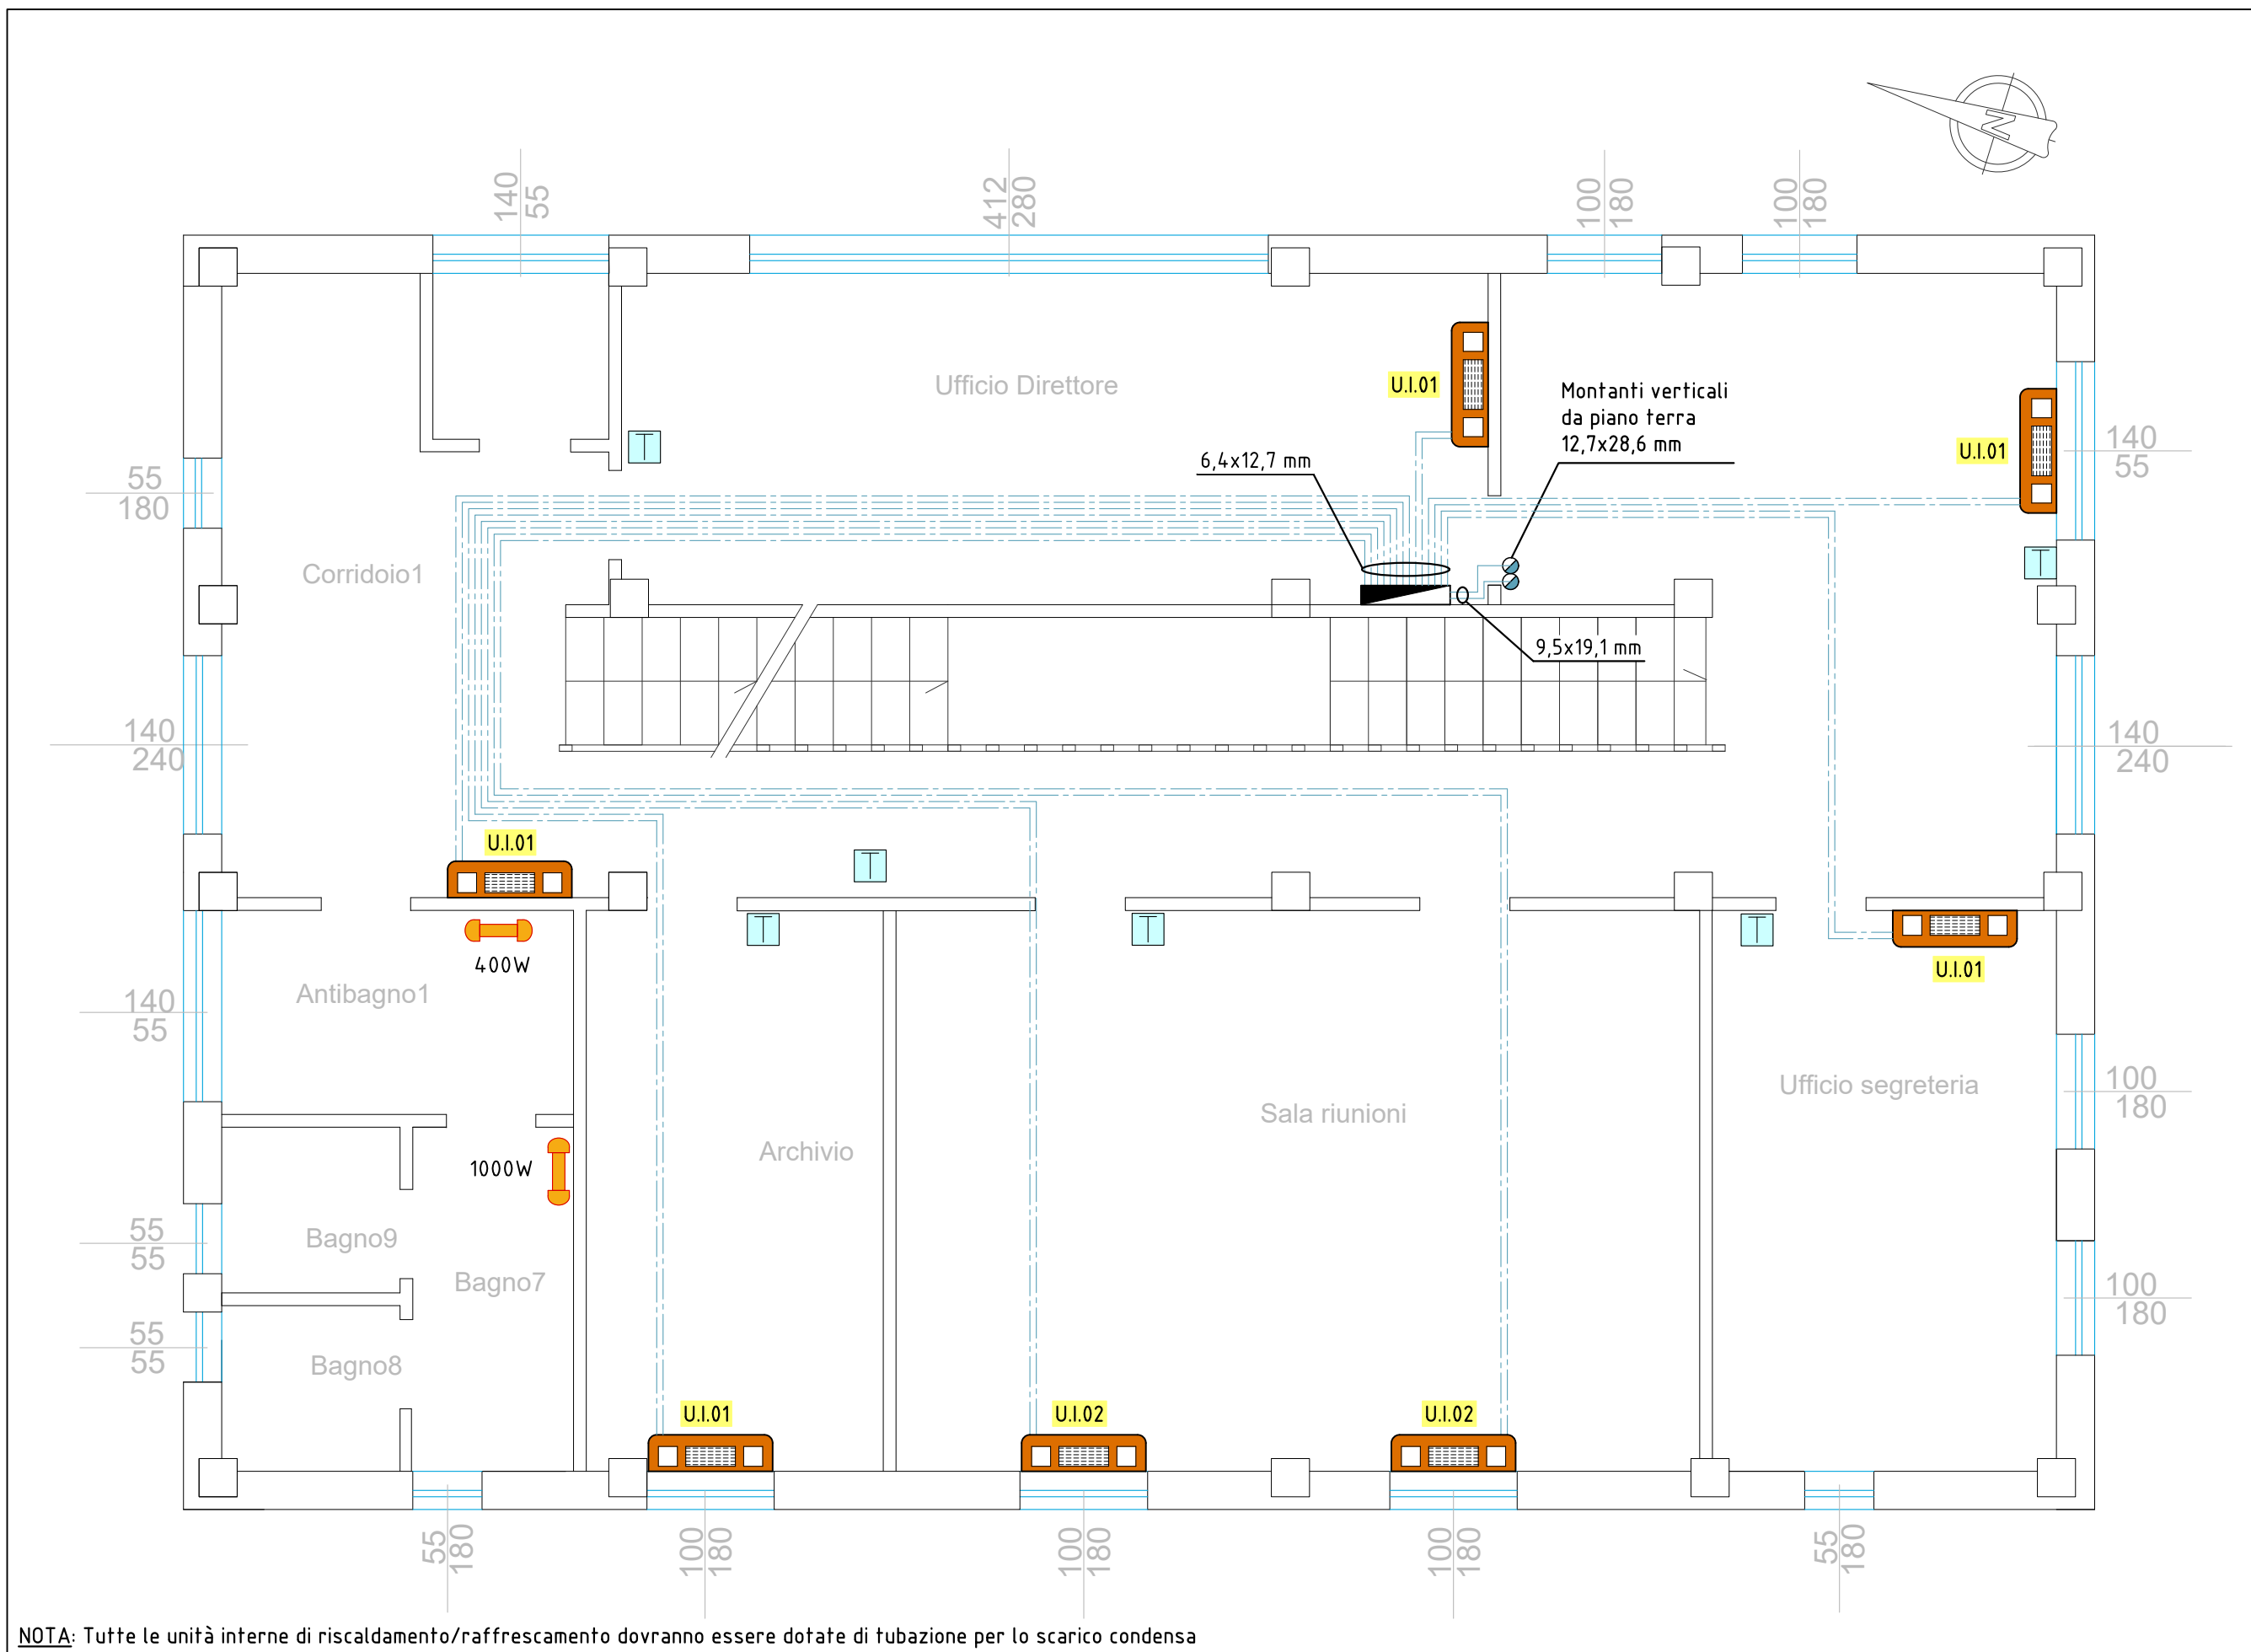 N
140
55
412
280
100
180
100
180
Ufficio Direttore
U.I.01
Montanti verticali
da piano terra
12,7x28,6 mm
U.I.01
140
55
6,4x12,7 mm
55
180
T
Corridoio1
T
9,5x19,1 mm
140
240
140
240
U.I.01
T
T
T
T
400W
U.I.01
Antibagno1
140
55
100
180
Ufficio segreteria
Sala riunioni
Archivio
1000W
55
55
Bagno9
Bagno7
100
180
55
55
Bagno8
U.I.01
U.I.02
U.I.02
55
180
100
180
100
180
100
180
55
180
NOTA: Tutte le unità interne di riscaldamento/raffrescamento dovranno essere dotate di tubazione per lo scarico condensa